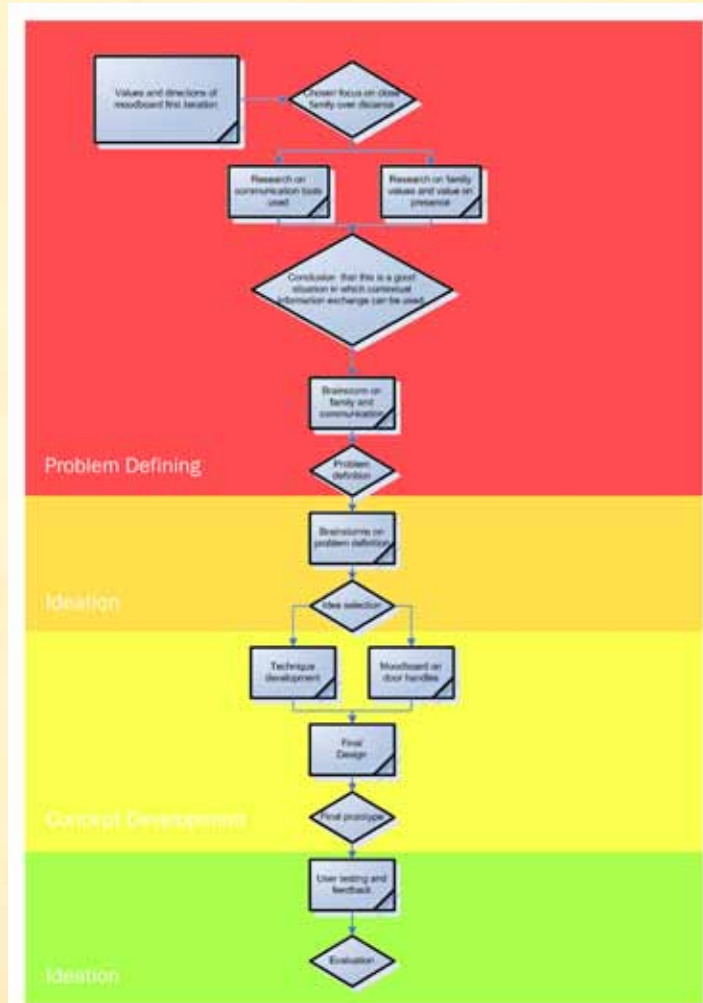 Values and directions of
moodboard first iteration
Chosen focus on close
family over distance
Research on
communication tools
used
Research on family
values and value on
presence
Conclusion: that this is a good
situation in which contextual
information exchange can be used
Brainstorm on
family and
communication
Problem Defining
Problem
definition
Brainstorms on
problem definition
Ideation
Idea selection
Technique
development
Moodboard on
door handles
Final
Design
Concept Development
Final prototype
User testing and
feedback
Evaluation
Ideation